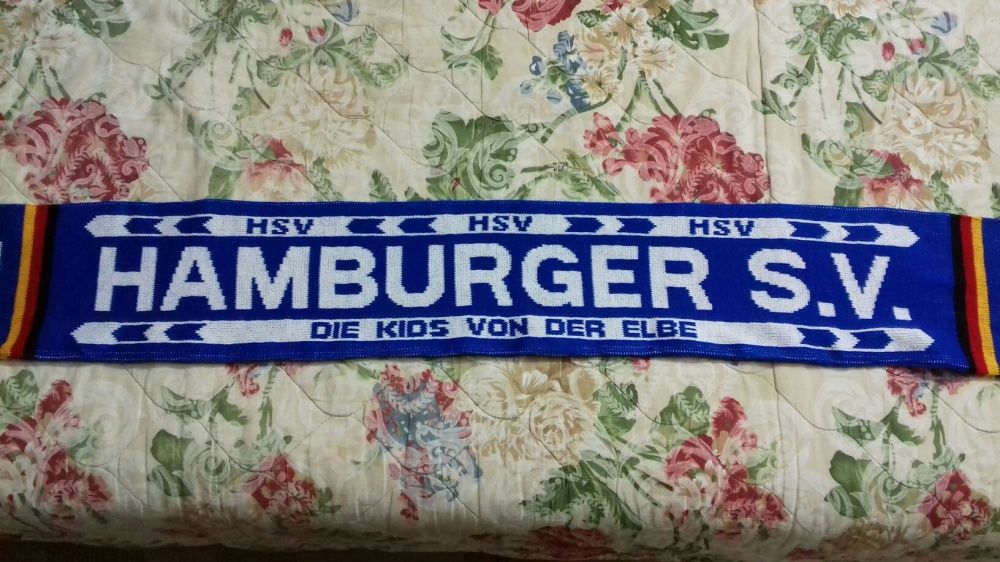 HSV HSV HSV
HAMBURGER S.V.
DIE KIDS VON DER ELBE